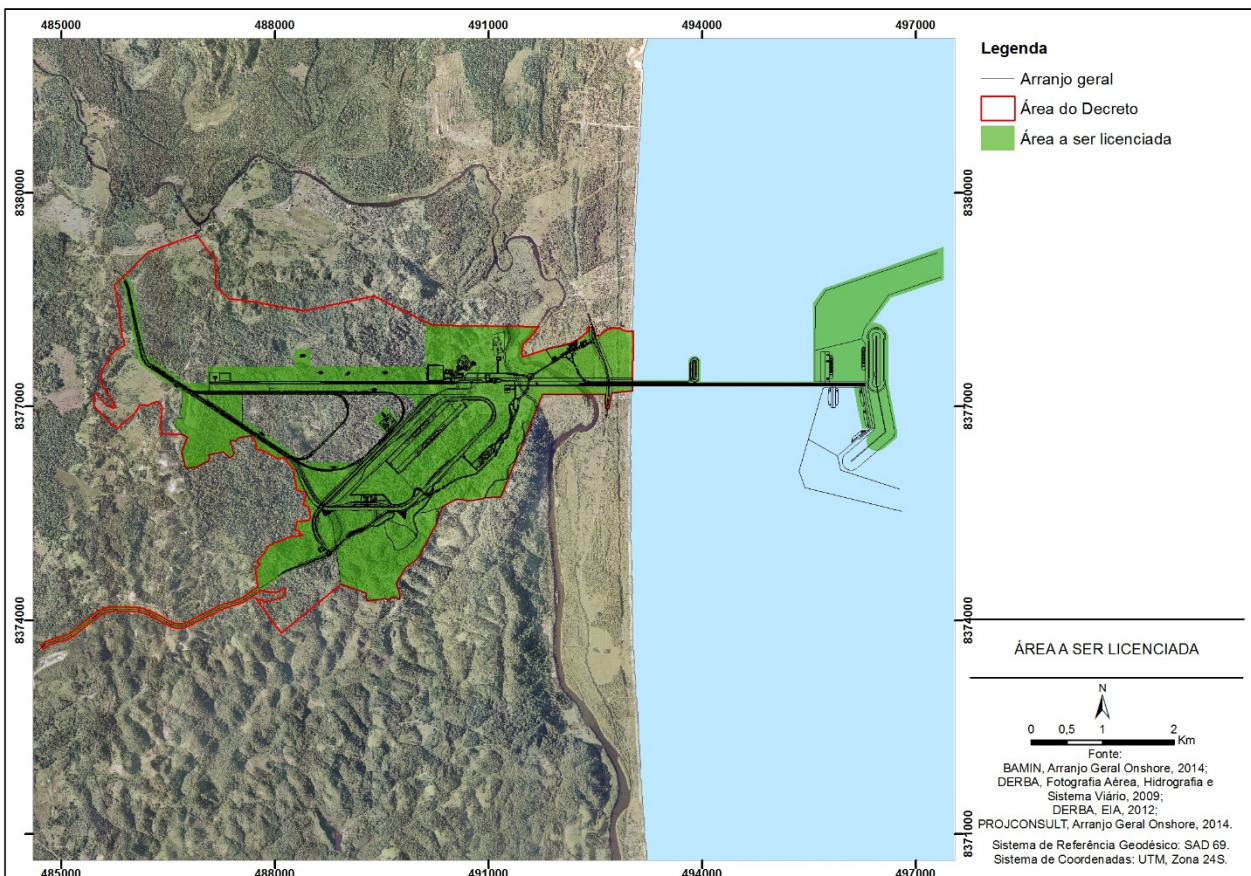 485000
488000
491000
494000
497000
Legenda
Arranjo geral
Área do Decreto
Área a ser licenciada
8380000
8380000
8377000
8377000
8374000
8374000
8371000
ÁREA A SER LICENCIADA
N
0 0,5 1 2
Km
Fonte:
BAMIN, Arranjo Geral Onshore, 2014;
DERBA, Fotografia Aérea, Hidrografia e
Sistema Viário, 2009;
DERBA, EIA, 2012;
PROJCONSULT, Arranjo Geral Onshore, 2014.
Sistema de Referência Geodésico: SAD 69.
Sistema de Coordenadas: UTM, Zona 24S.
485000
488000
491000
494000
497000